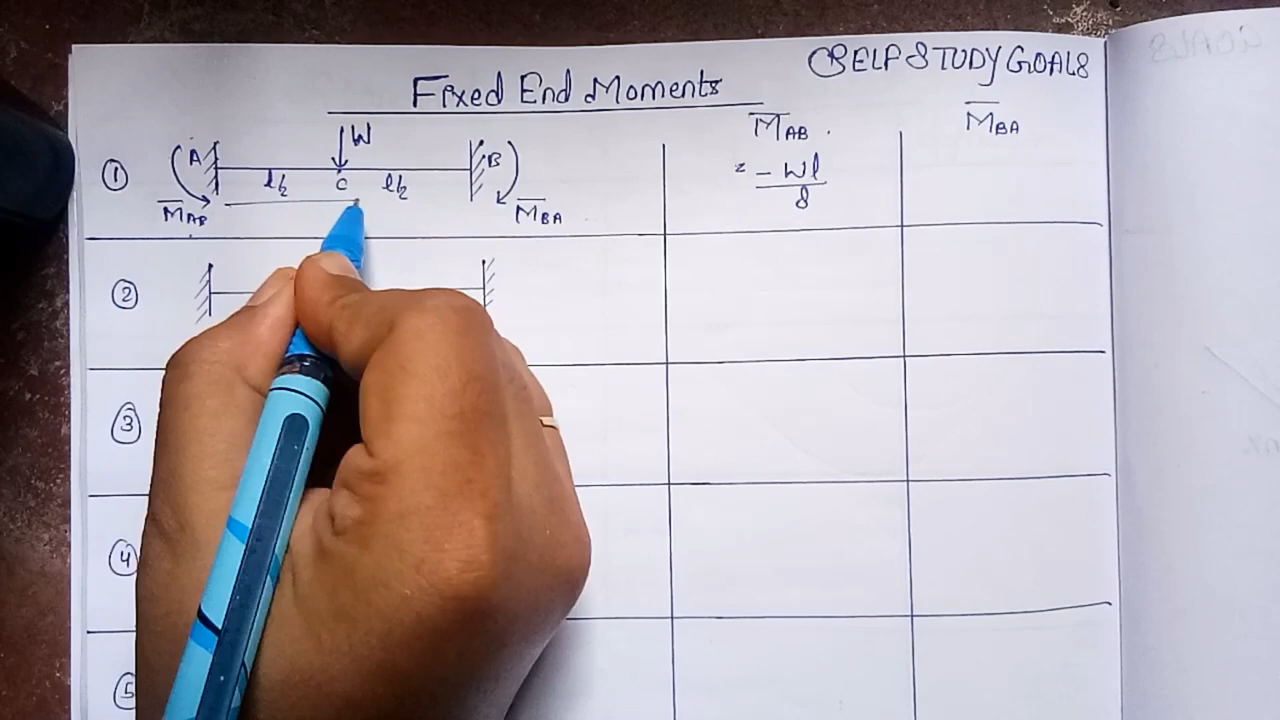 SELF STUDY GOALS
Fixed End Moments
M̅AB .
M̅BA
①
A
W
B
l/2
C
l/2
M̅AB
M̅BA
= - Wl
8
②
③
④
⑤